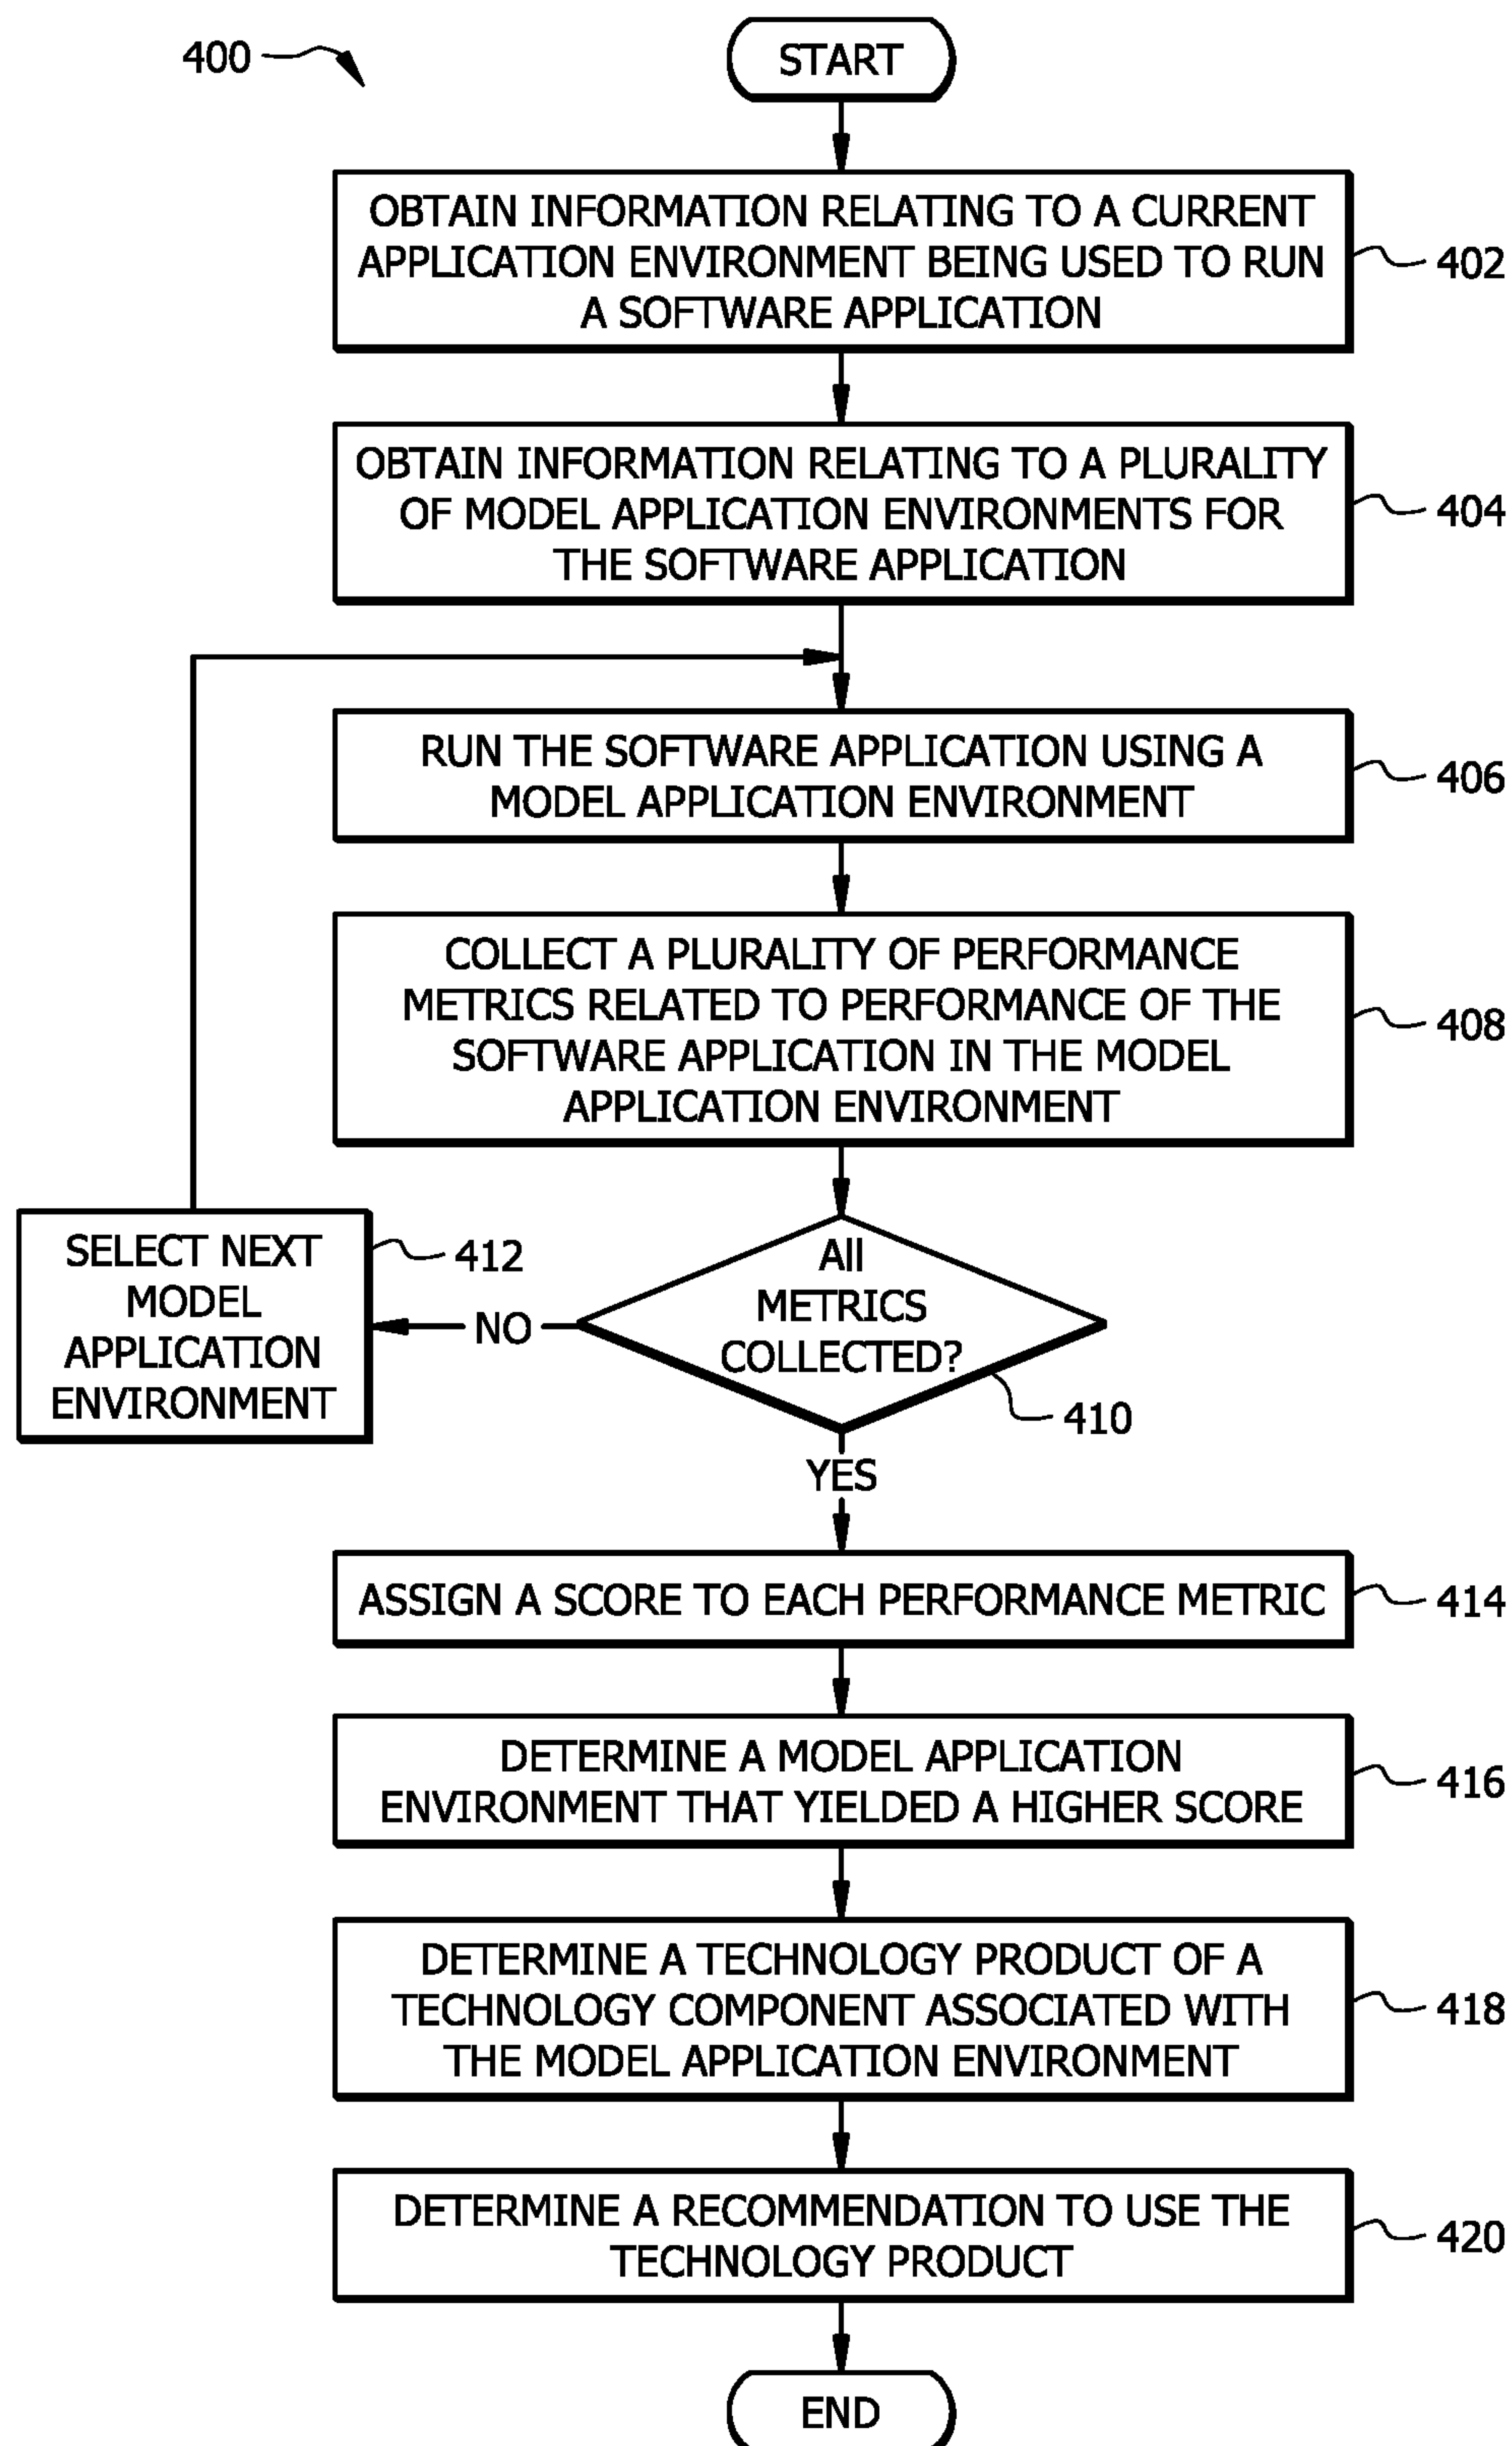 400
START
OBTAIN INFORMATION RELATING TO A CURRENT
APPLICATION ENVIRONMENT BEING USED TO RUN
A SOFTWARE APPLICATION
402
OBTAIN INFORMATION RELATING TO A PLURALITY
OF MODEL APPLICATION ENVIRONMENTS FOR
THE SOFTWARE APPLICATION
404
RUN THE SOFTWARE APPLICATION USING A
MODEL APPLICATION ENVIRONMENT
406
COLLECT A PLURALITY OF PERFORMANCE
METRICS RELATED TO PERFORMANCE OF THE
SOFTWARE APPLICATION IN THE MODEL
APPLICATION ENVIRONMENT
408
All
METRICS
COLLECTED?
410
NO
SELECT NEXT
MODEL
APPLICATION
ENVIRONMENT
412
YES
ASSIGN A SCORE TO EACH PERFORMANCE METRIC
414
DETERMINE A MODEL APPLICATION
ENVIRONMENT THAT YIELDED A HIGHER SCORE
416
DETERMINE A TECHNOLOGY PRODUCT OF A
TECHNOLOGY COMPONENT ASSOCIATED WITH
THE MODEL APPLICATION ENVIRONMENT
418
DETERMINE A RECOMMENDATION TO USE THE
TECHNOLOGY PRODUCT
420
END